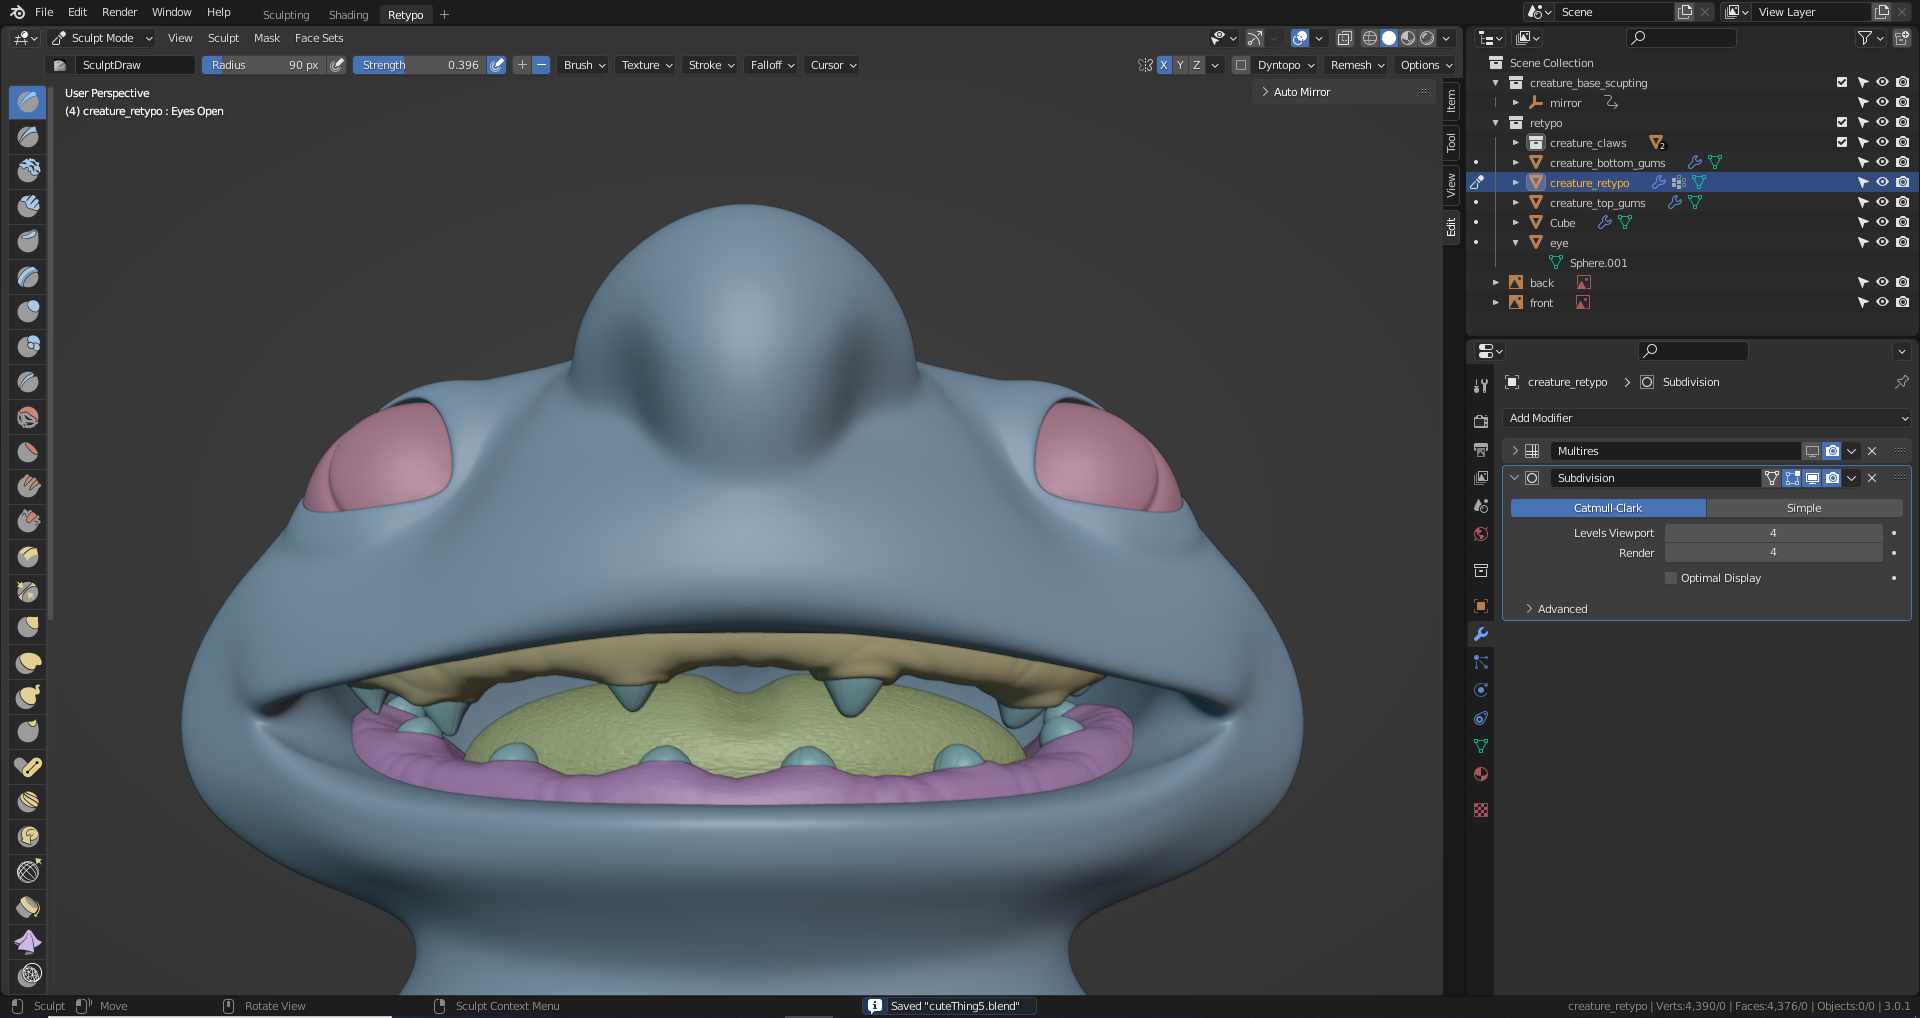 File Edit Render Window Help Sculpting Shading Retypo + Scene View Layer
Sculpt Mode View Sculpt Mask Face Sets
SculptDraw Radius 90 px Strength 0.396 Brush Texture Stroke Falloff Cursor X Y Z Dyntopo Remesh Options
User Perspective
(4) creature_retypo : Eyes Open
Auto Mirror
Item
Tool
View
Edit
Scene Collection
creature_base_scupting
mirror
retypo
creature_claws 2
creature_bottom_gums
creature_retypo
creature_top_gums
Cube
eye
Sphere.001
back
front
creature_retypo > Subdivision
Add Modifier
Multires
Subdivision
Catmull-Clark Simple
Levels Viewport 4
Render 4
Optimal Display
Advanced
Sculpt Move Rotate View Sculpt Context Menu Saved "cuteThing5.blend" creature_retypo | Verts:4,390/0 | Faces:4,376/0 | Objects:0/0 | 3.0.1